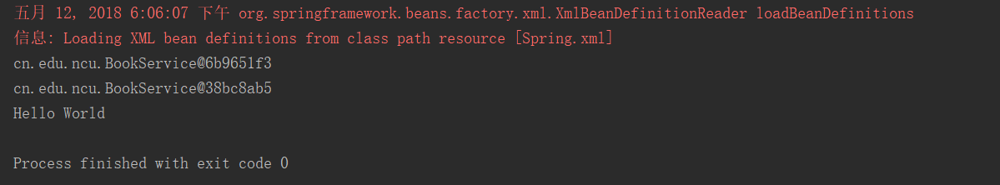 五月 12, 2018 6:06:07 下午 org.springframework.beans.factory.xml.XmlBeanDefinitionReader loadBeanDefinitions
信息: Loading XML bean definitions from class path resource [Spring.xml]
cn.edu.ncu.BookService@6b9651f3
cn.edu.ncu.BookService@38bc8ab5
Hello World
Process finished with exit code 0